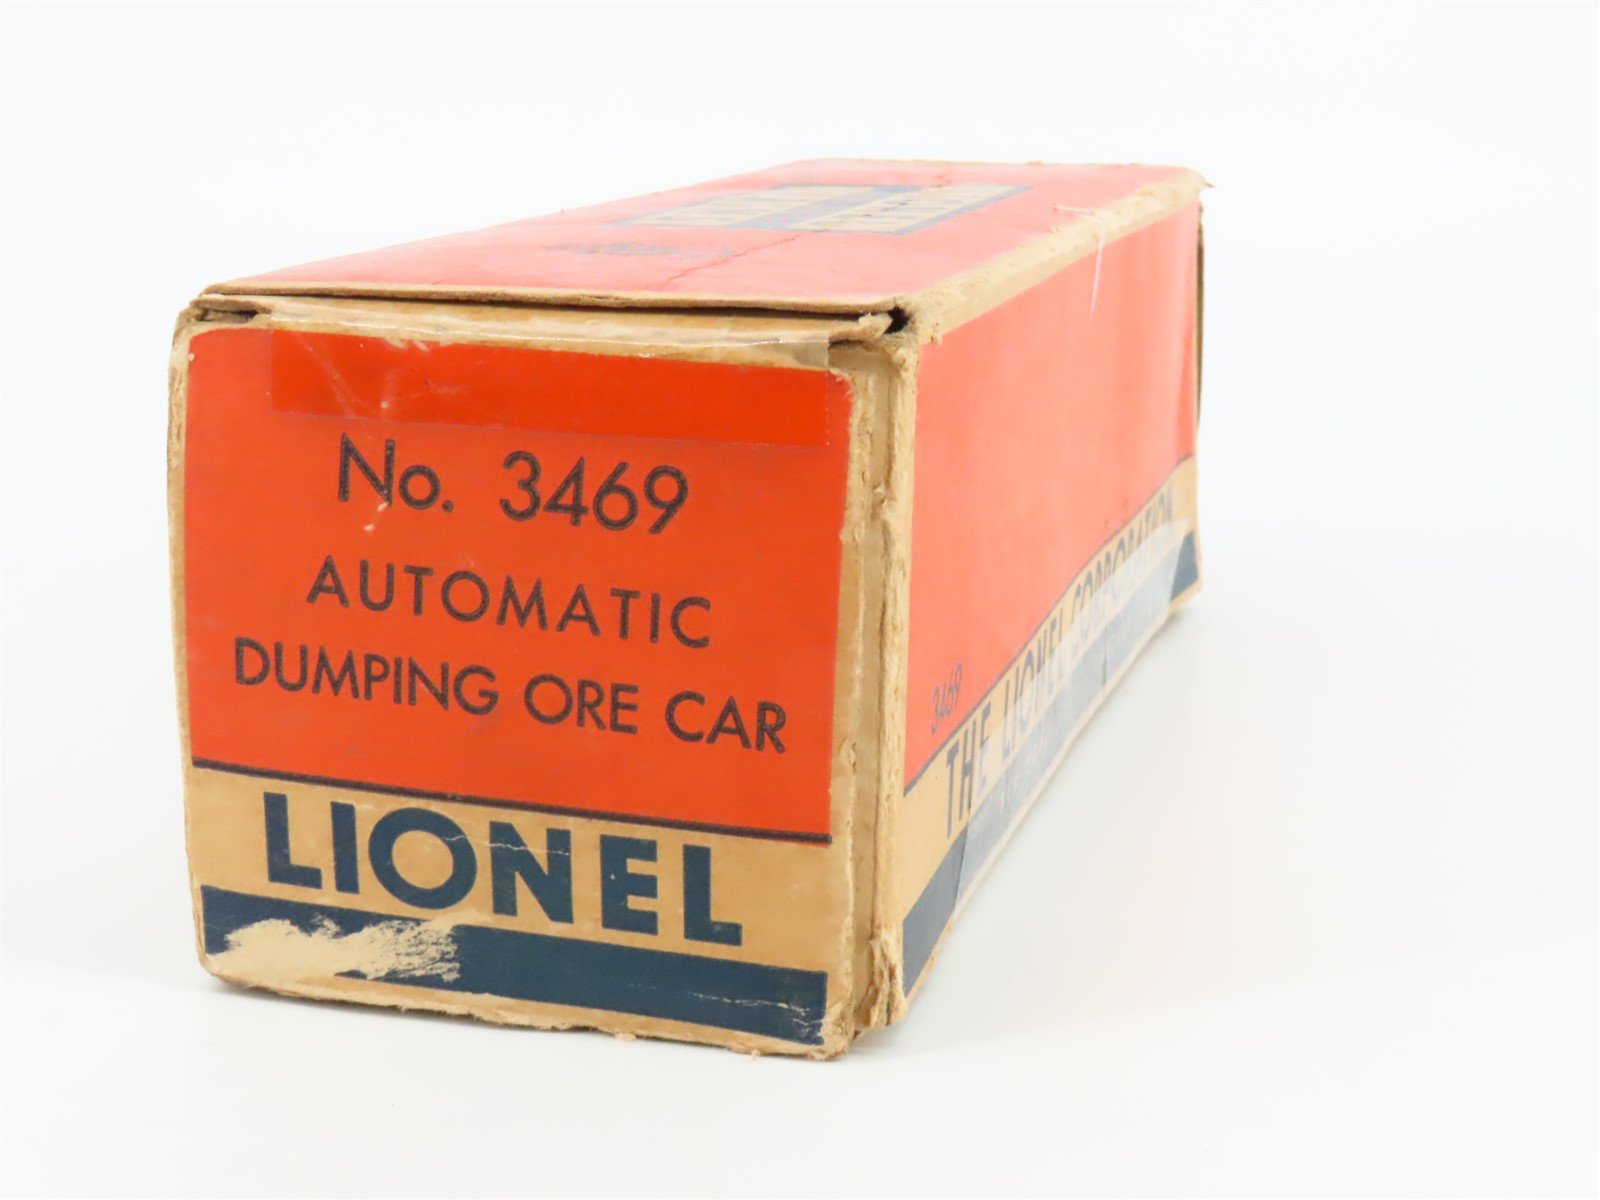 No. 3469
AUTOMATIC
DUMPING ORE CAR
LIONEL
3469
THE LIONEL CORPORATION